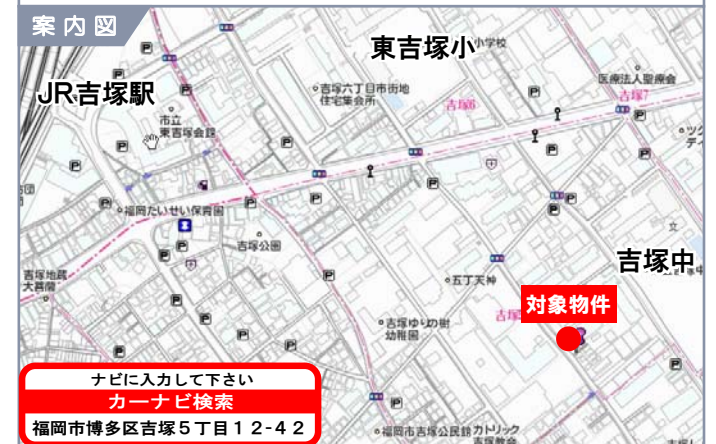 案内図
東吉塚小
小学校
JR吉塚駅
吉塚六丁目市街地
住宅集会所
医療法人聖療会
吉塚6
吉塚7
市立
東吉塚会館
福岡たいせい保育園
吉塚公園
吉塚地蔵
大菩薩
五丁天神
吉塚中
対象物件
吉塚ゆりの樹
幼稚園
ナビに入力して下さい
カーナビ検索
福岡市博多区吉塚5丁目12-42
福岡市吉塚公民館
カトリック
吉塚教会